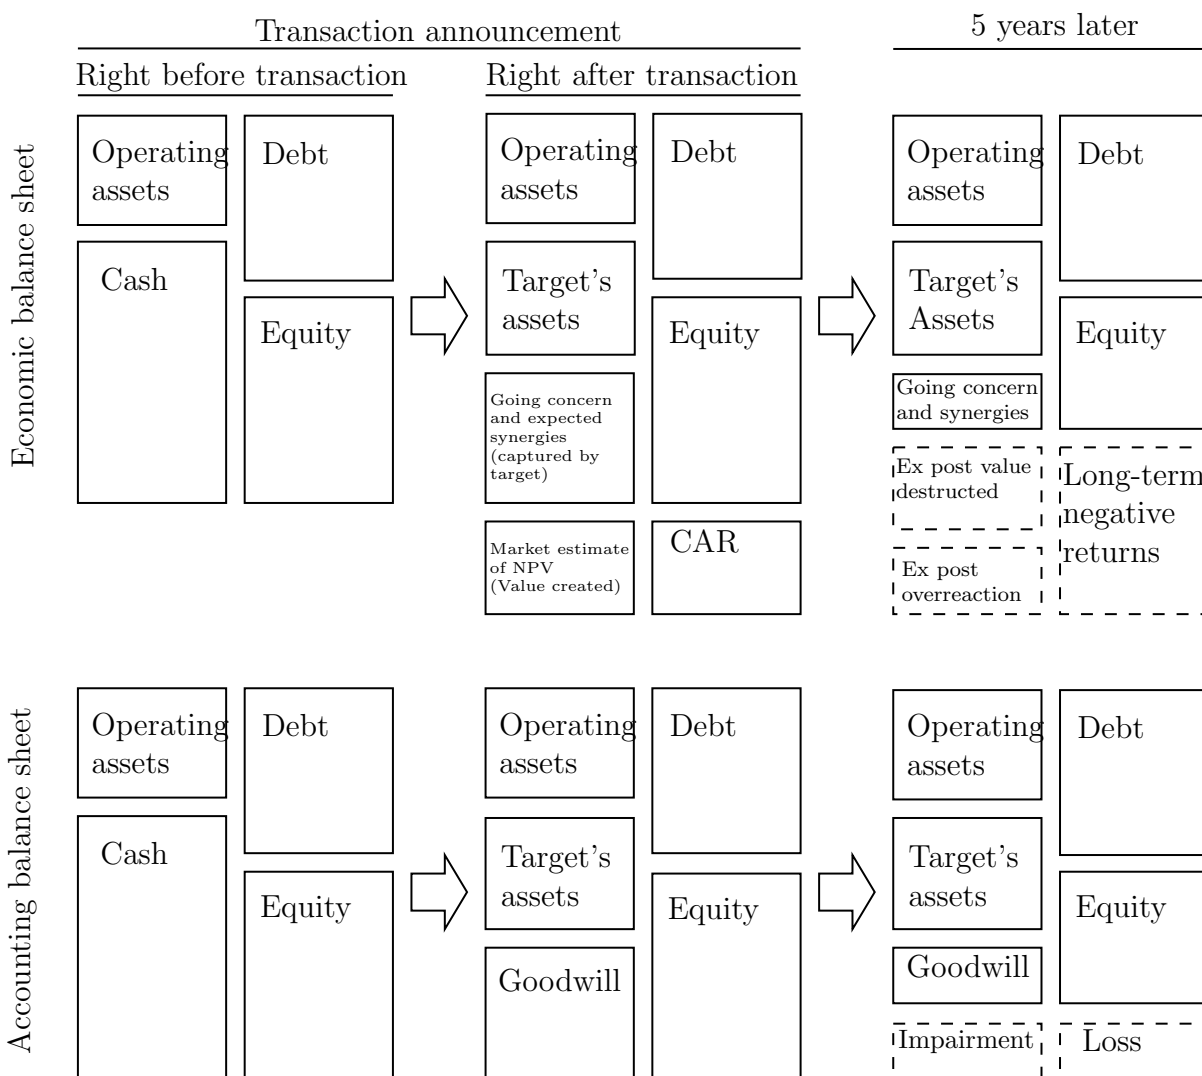 Transaction announcement
5 years later
Right before transaction
Right after transaction
Economic balance sheet
Operating
assets
Debt
Cash
Equity
Operating
assets
Debt
Target's
assets
Equity
Going concern
and expected
synergies
(captured by
target)
Market estimate
of NPV
(Value created)
CAR
Operating
assets
Debt
Target's
Assets
Equity
Going concern
and synergies
Ex post value
destructed
Long-term
negative
returns
Ex post
overreaction
Accounting balance sheet
Operating
assets
Debt
Cash
Equity
Operating
assets
Debt
Target's
assets
Equity
Goodwill
Operating
assets
Debt
Target's
assets
Equity
Goodwill
Impairment
Loss